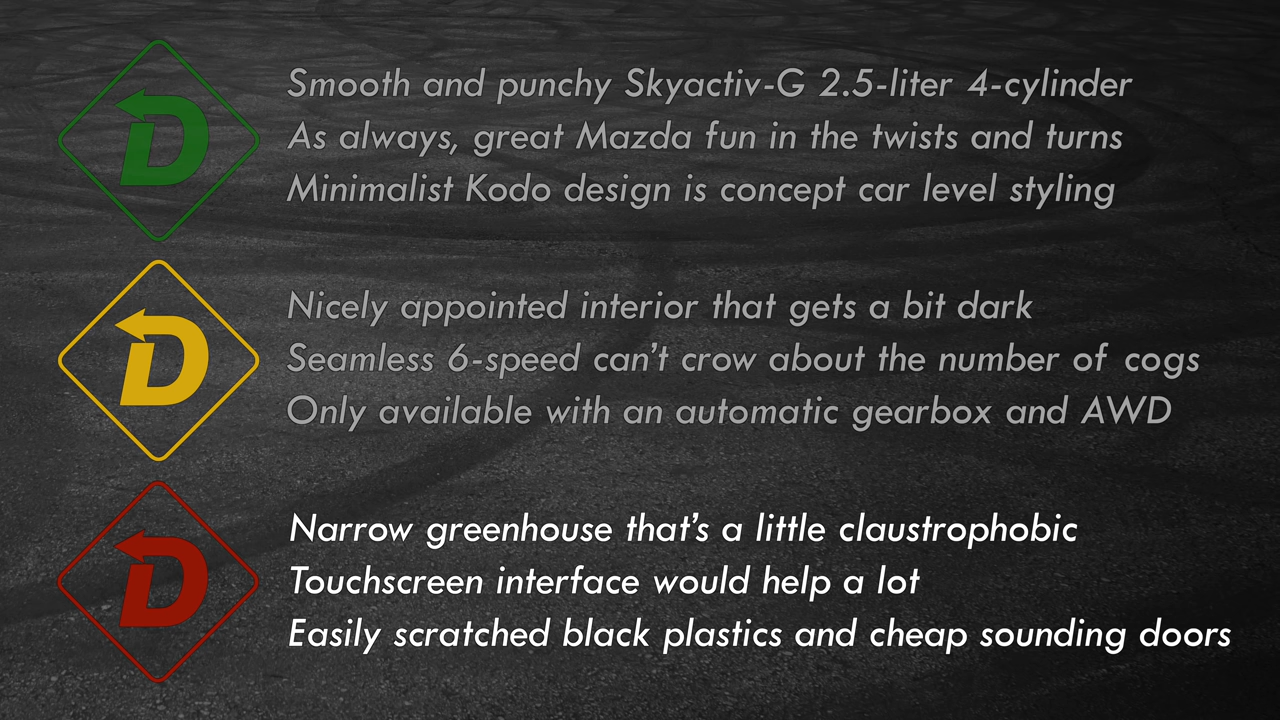 D
Smooth and punchy Skyactiv-G 2.5-liter 4-cylinder
As always, great Mazda fun in the twists and turns
Minimalist Kodo design is concept car level styling
D
Nicely appointed interior that gets a bit dark
Seamless 6-speed can't crow about the number of cogs
Only available with an automatic gearbox and AWD
D
Narrow greenhouse that's a little claustrophobic
Touchscreen interface would help a lot
Easily scratched black plastics and cheap sounding doors